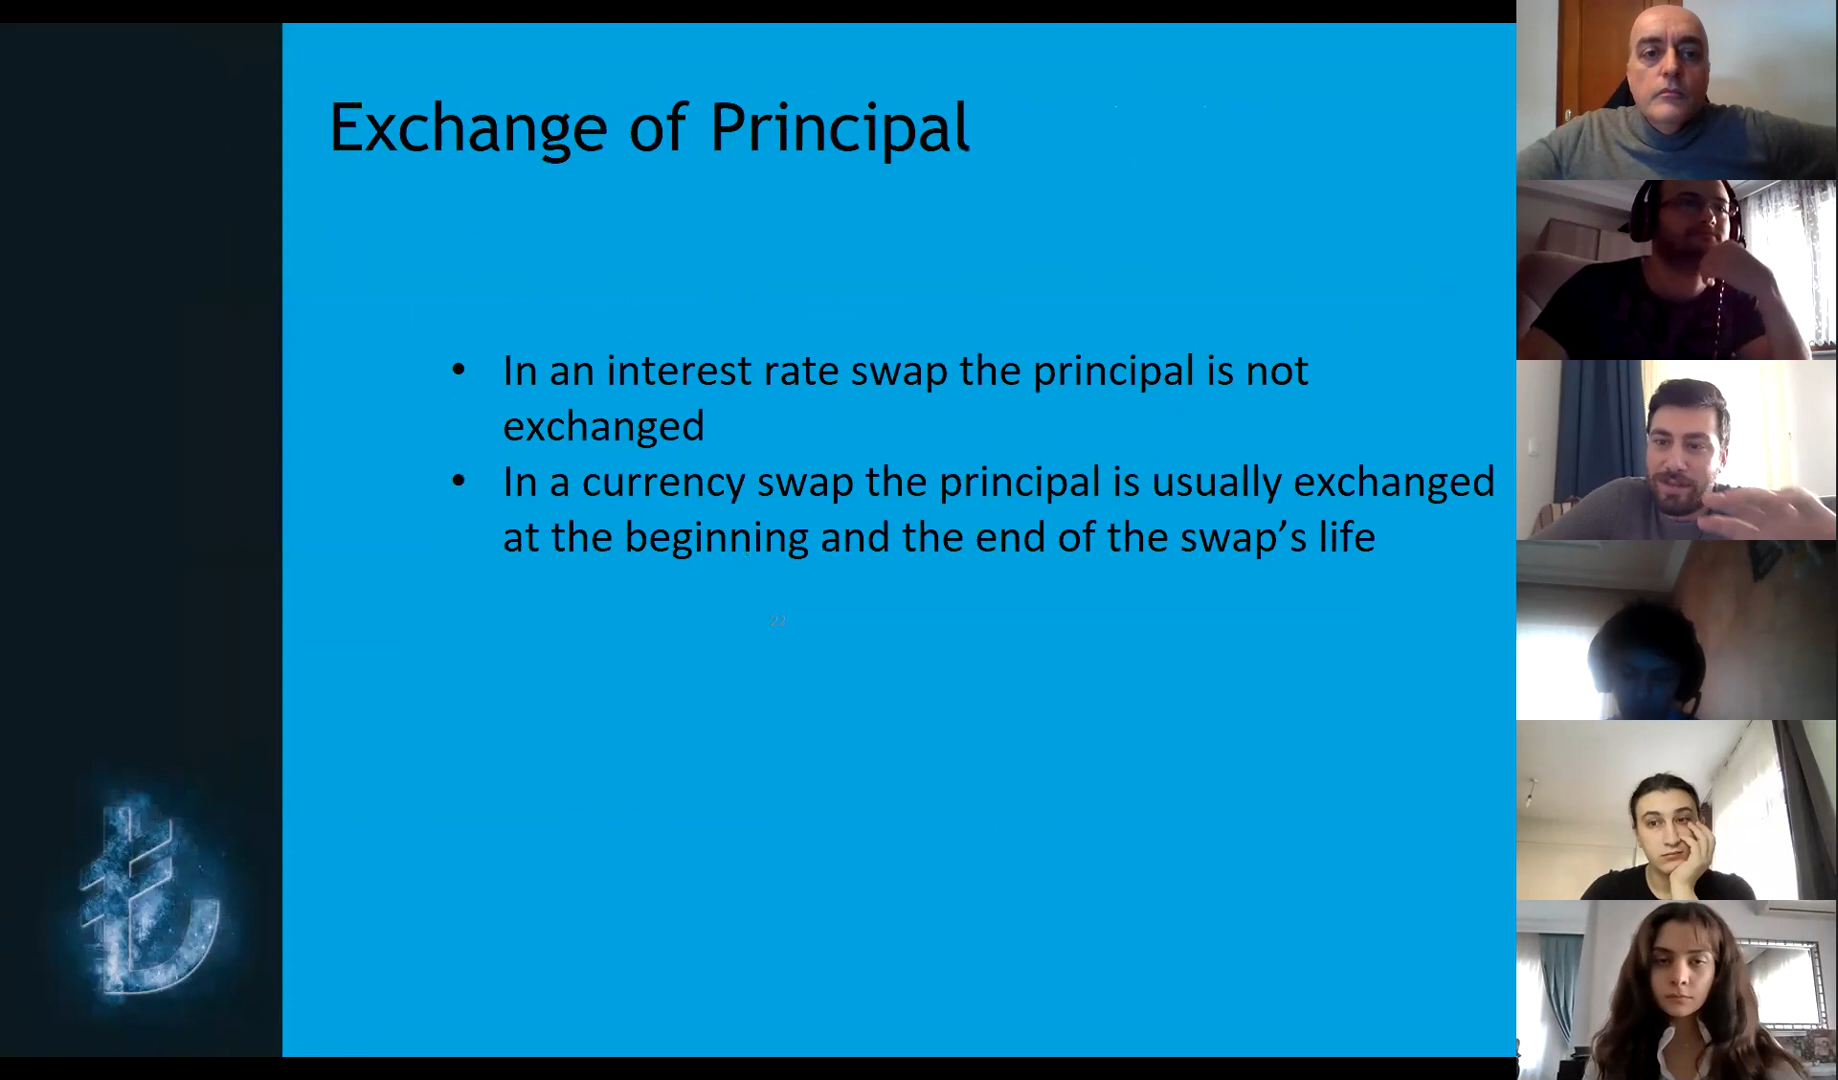 Exchange of Principal
• In an interest rate swap the principal is not
exchanged
• In a currency swap the principal is usually exchanged
at the beginning and the end of the swap’s life
22